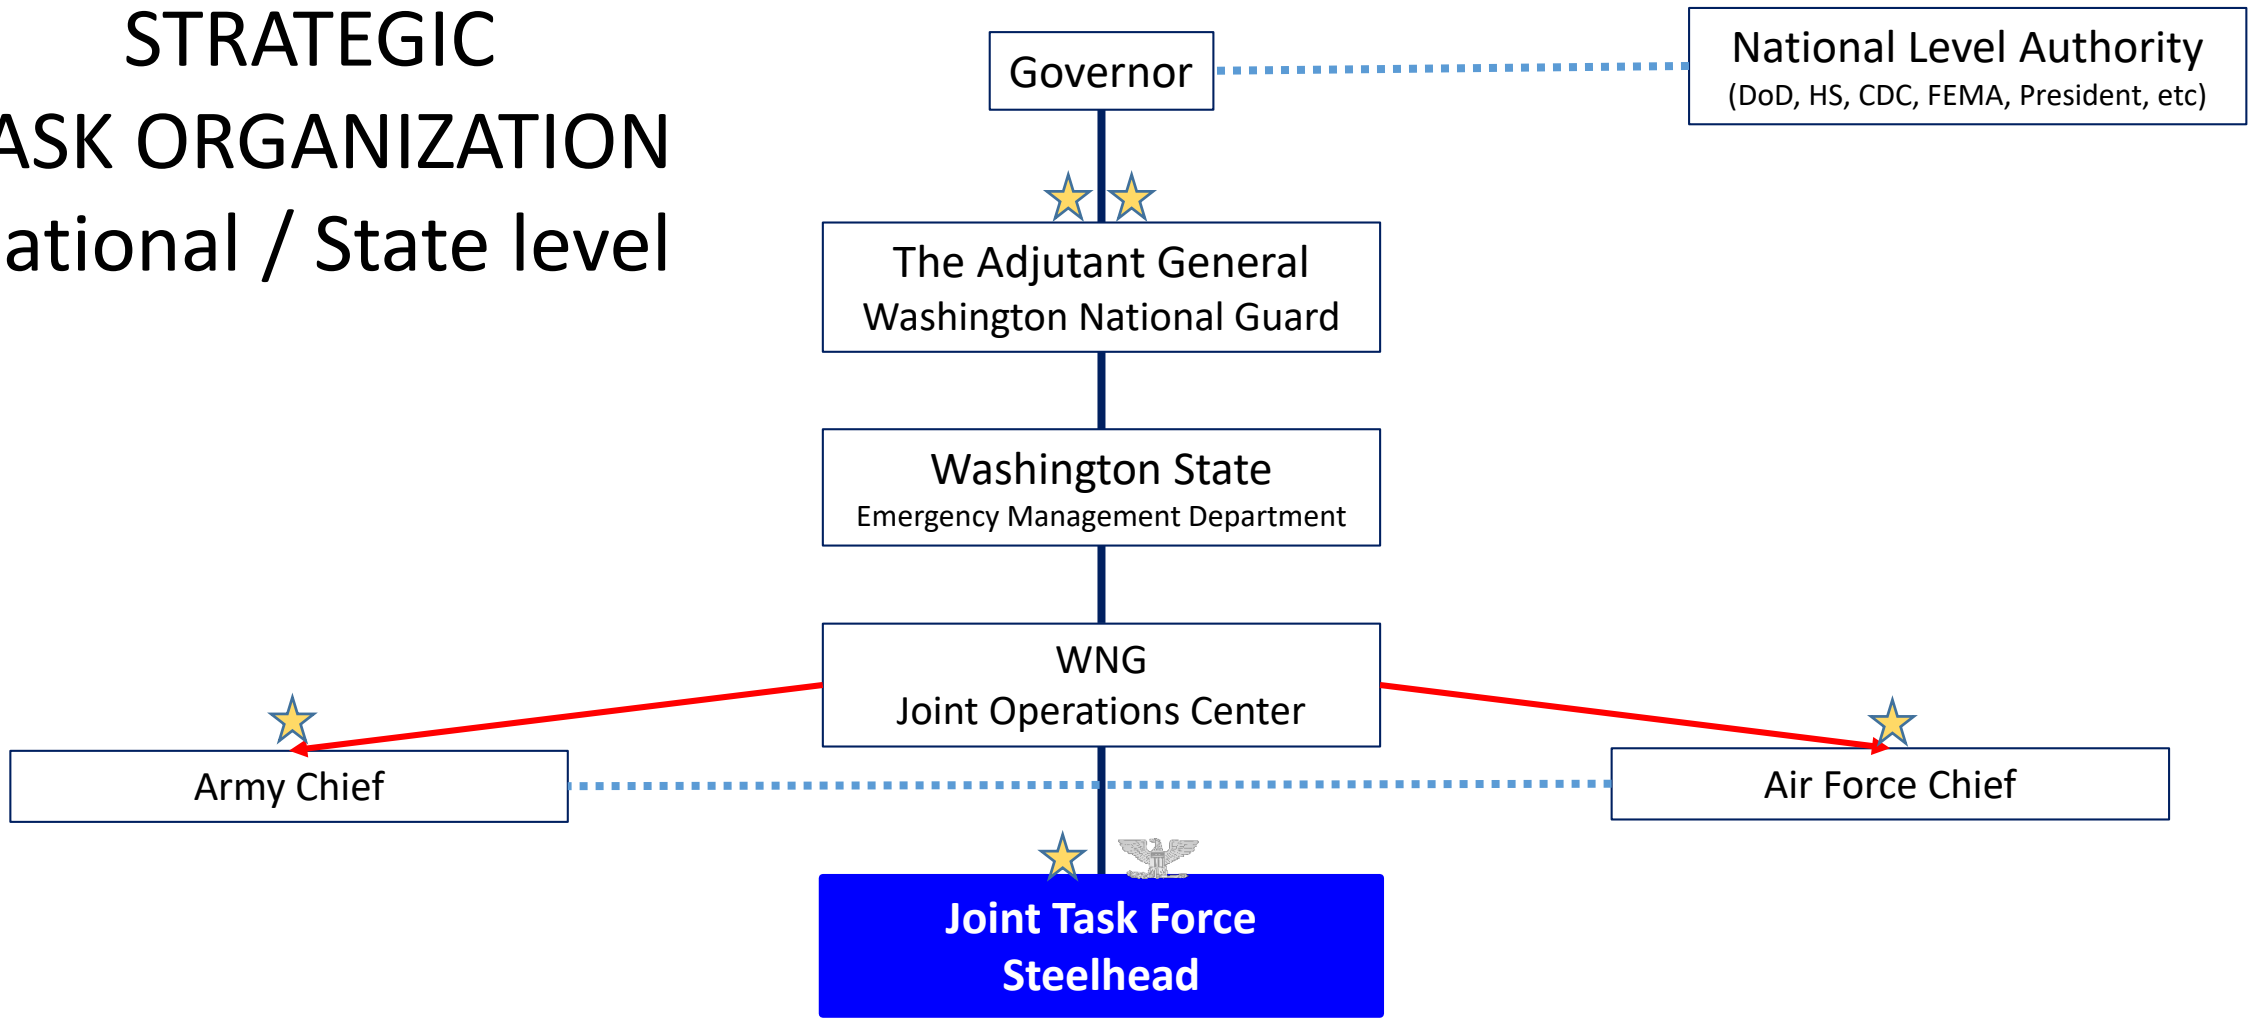 STRATEGIC
ASK ORGANIZATION
ational / State level
Governor
National Level Authority
(DoD, HS, CDC, FEMA, President, etc)
The Adjutant General
Washington National Guard
Washington State
Emergency Management Department
WNG
Joint Operations Center
Army Chief
Air Force Chief
Joint Task Force
Steelhead